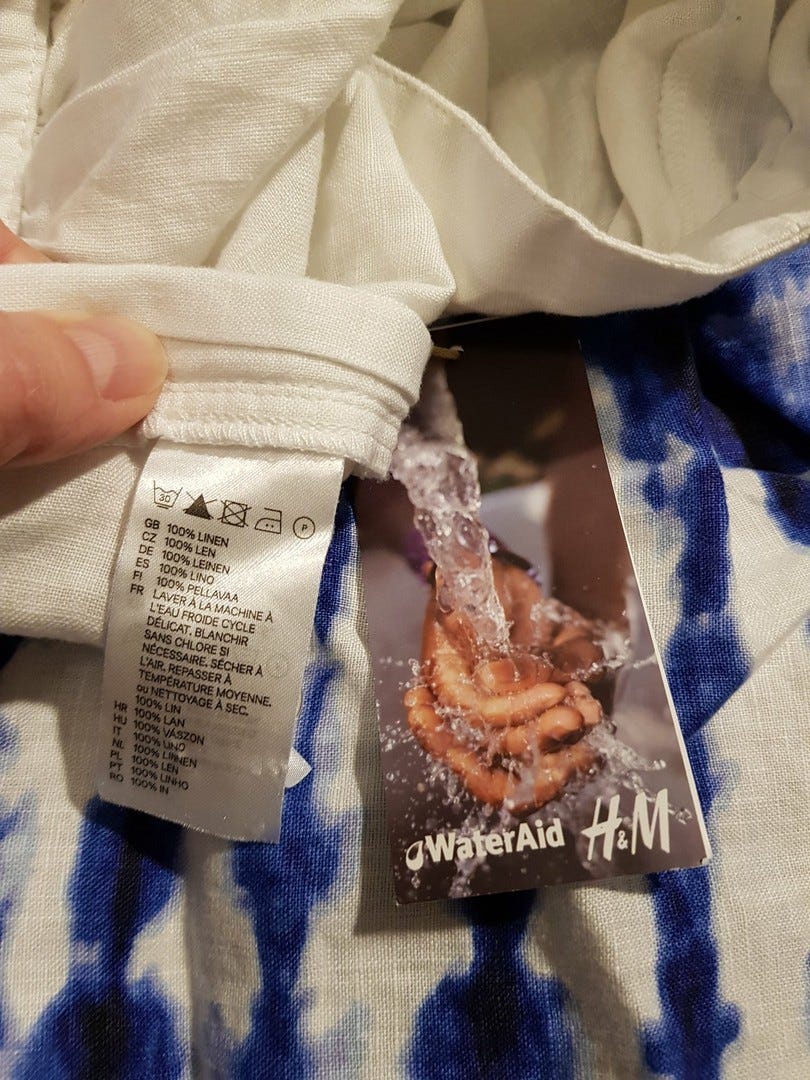 30
P
GB 100% LINEN
CZ 100% LEN
DE 100% LEINEN
ES 100% LINO
FI 100% PELLAVAA
FR LAVER À LA MACHINE À
L'EAU FROIDE CYCLE
DÉLICAT. BLANCHIR
SANS CHLORE SI
NÉCESSAIRE. SÉCHER À
L'AIR. REPASSER À
TEMPÉRATURE MOYENNE.
ou NETTOYAGE À SEC.
HR 100% LIN
HU 100% LAN
IT 100% VÁSZON
NL 100% LINO
PL 100% LINNEN
PT 100% LEN
RO 100% LINHO
100% IN
WaterAid H&M